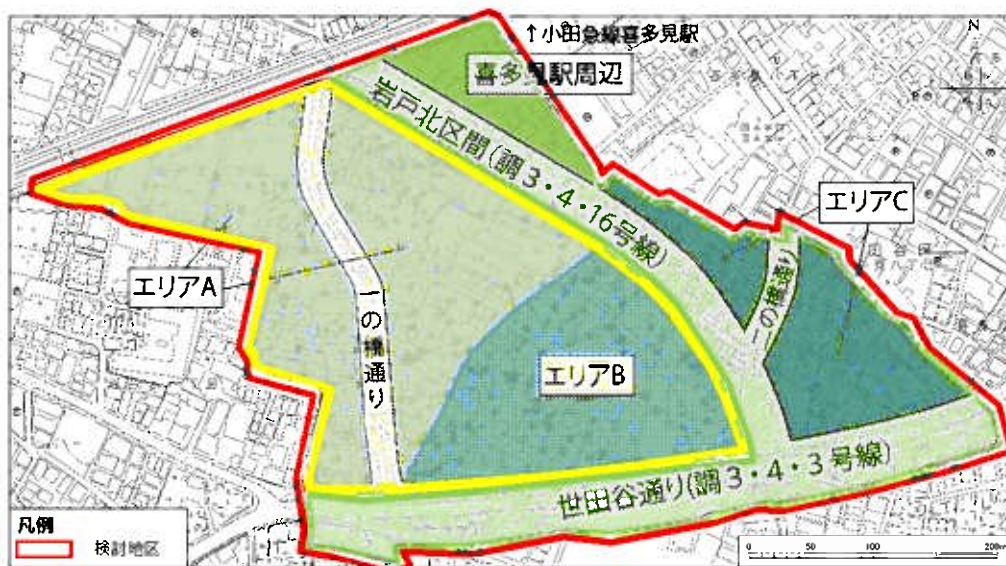 ↑小田急線喜多見駅
N
喜多見駅周辺
岩戸北区間(調3・4・16号線)
エリアC
エリアA
一の橋通り
一の橋通り
エリアB
世田谷通り(調3・4・3号線)
凡例
検討地区
0 50 100 200m